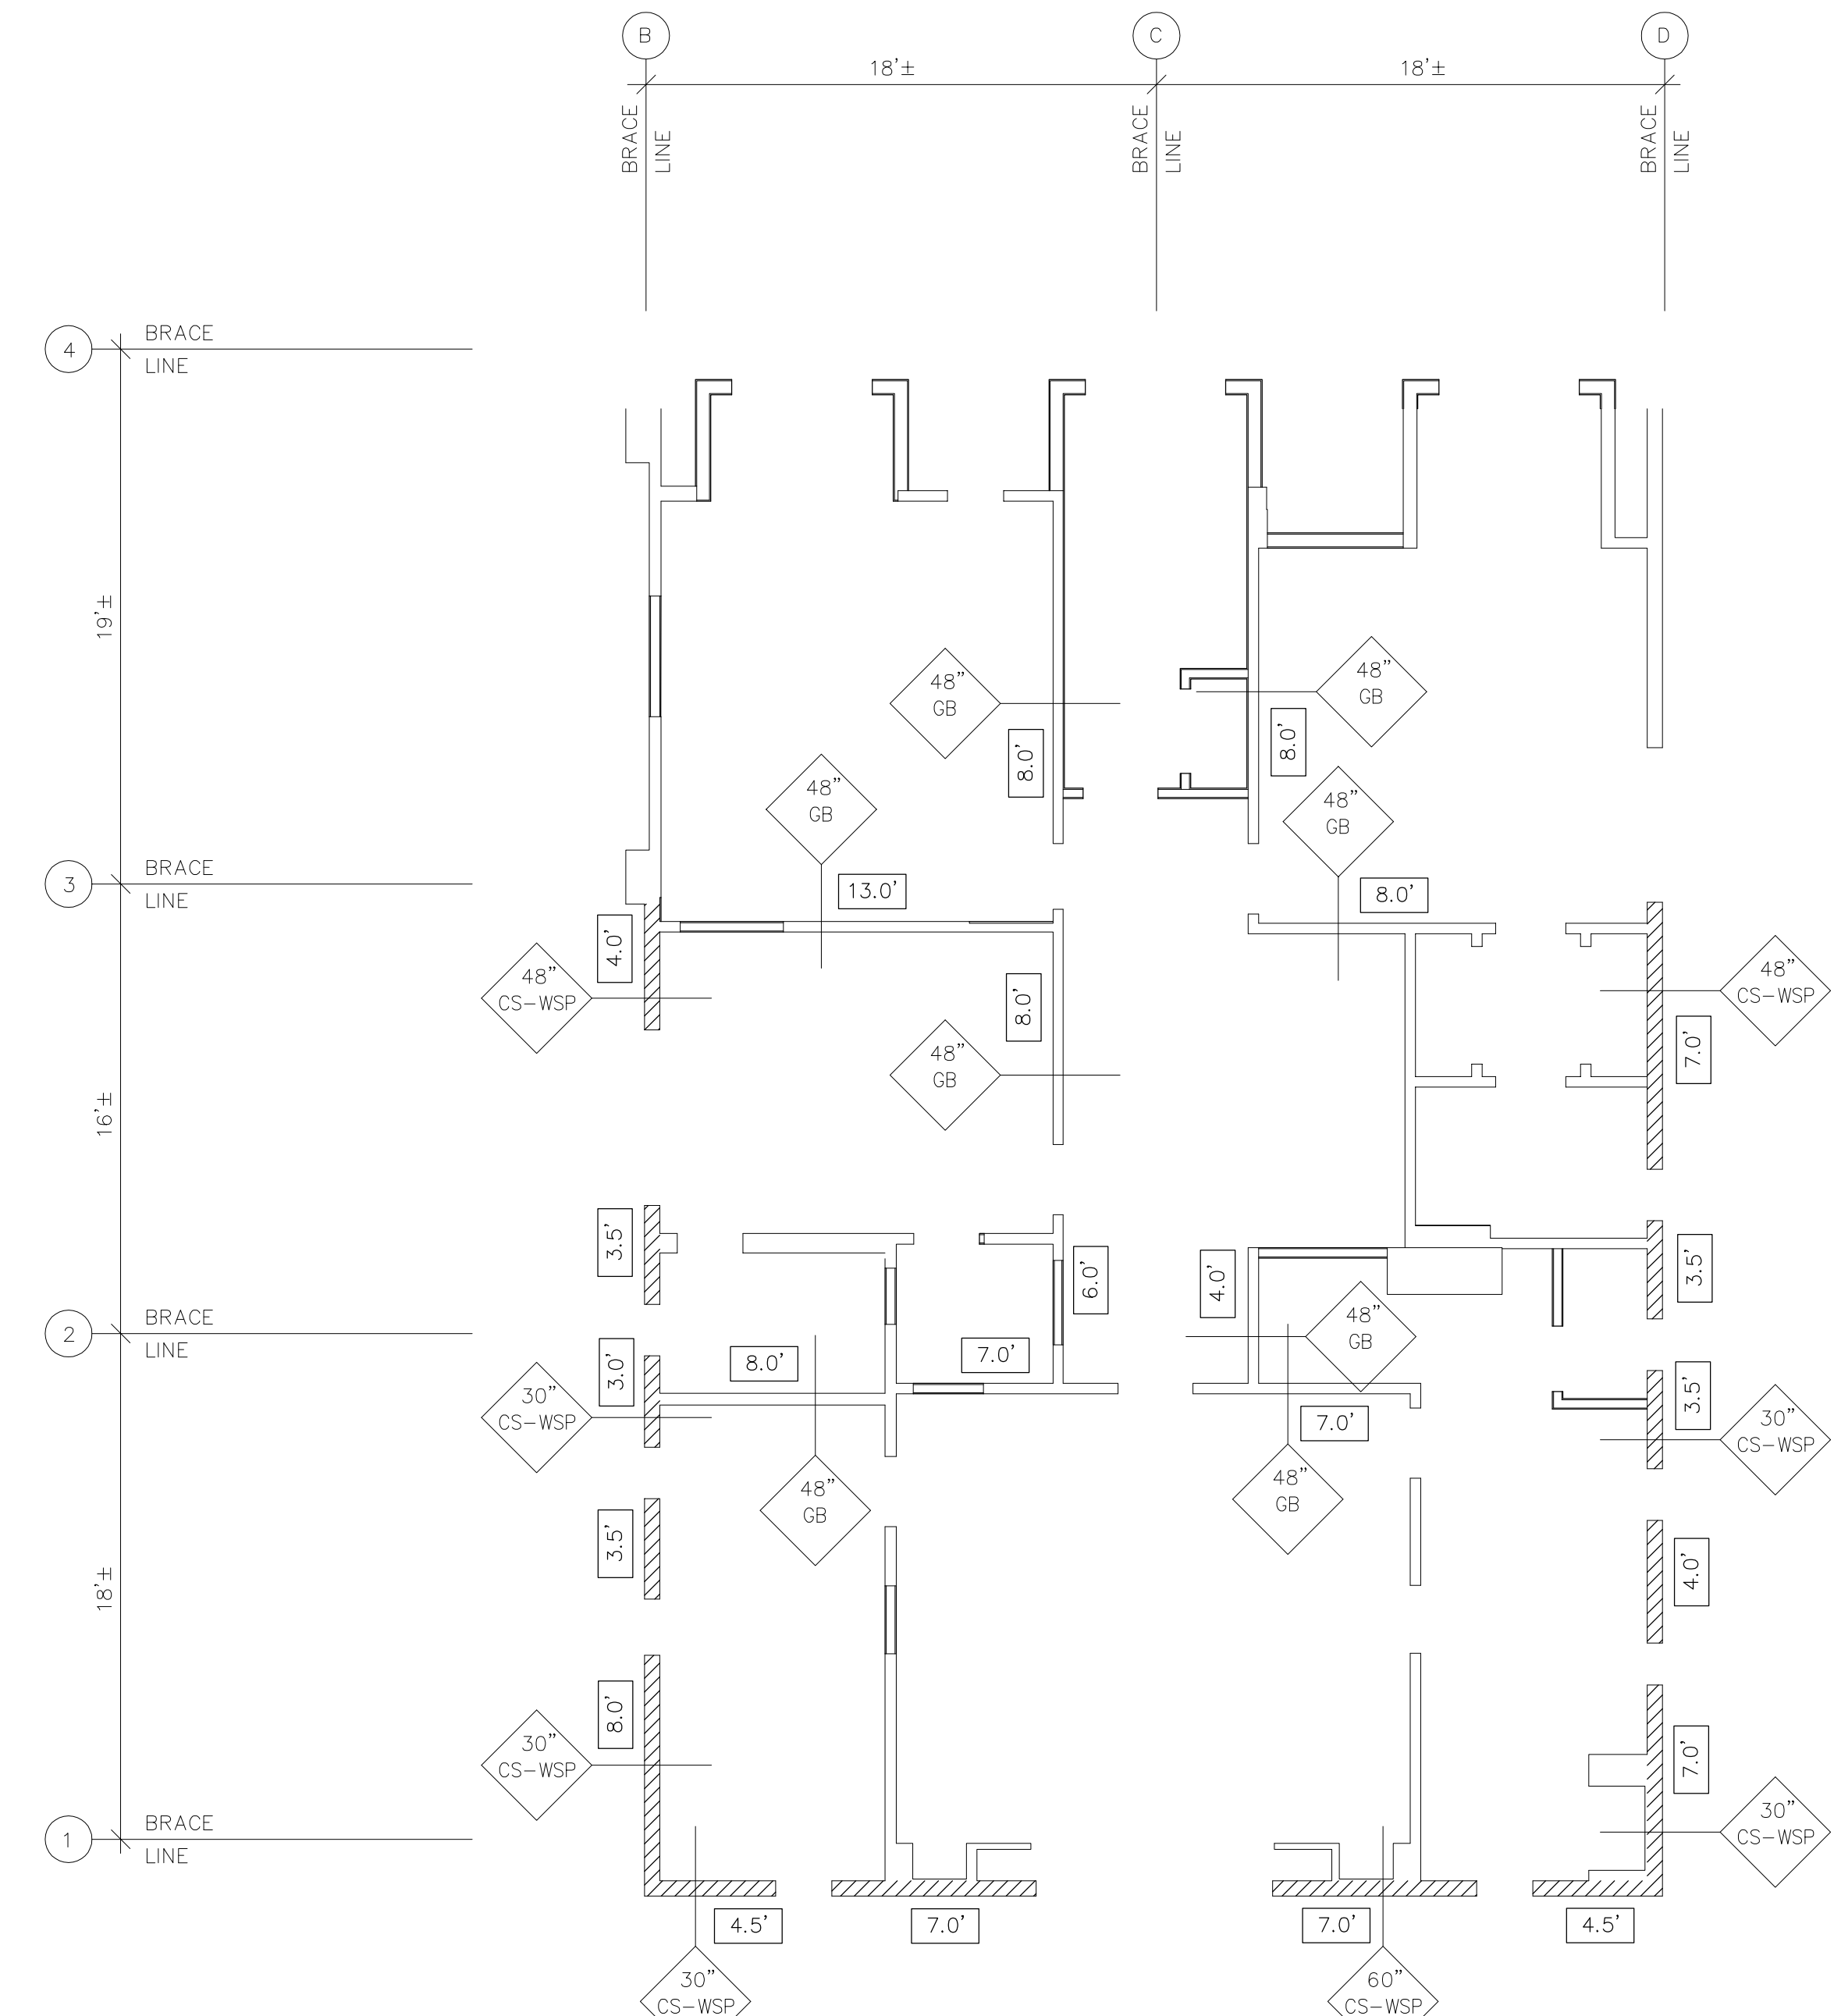 B
C
D
18'±
18'±
BRACE
LINE
BRACE
LINE
BRACE
LINE
4
BRACE
LINE
19'±
48"
GB
48"
GB
8.0'
8.0'
48"
GB
48"
GB
3
BRACE
LINE
13.0'
8.0'
4.0'
48"
CS-WSP
8.0'
48"
CS-WSP
7.0'
48"
GB
16'±
3.5'
6.0'
4.0'
3.5'
2
BRACE
LINE
3.0'
8.0'
7.0'
48"
GB
3.5'
30"
CS-WSP
7.0'
30"
CS-WSP
48"
GB
48"
GB
3.5'
4.0'
18'±
8.0'
7.0'
30"
CS-WSP
30"
CS-WSP
1
BRACE
LINE
4.5'
7.0'
7.0'
4.5'
30"
CS-WSP
60"
CS-WSP